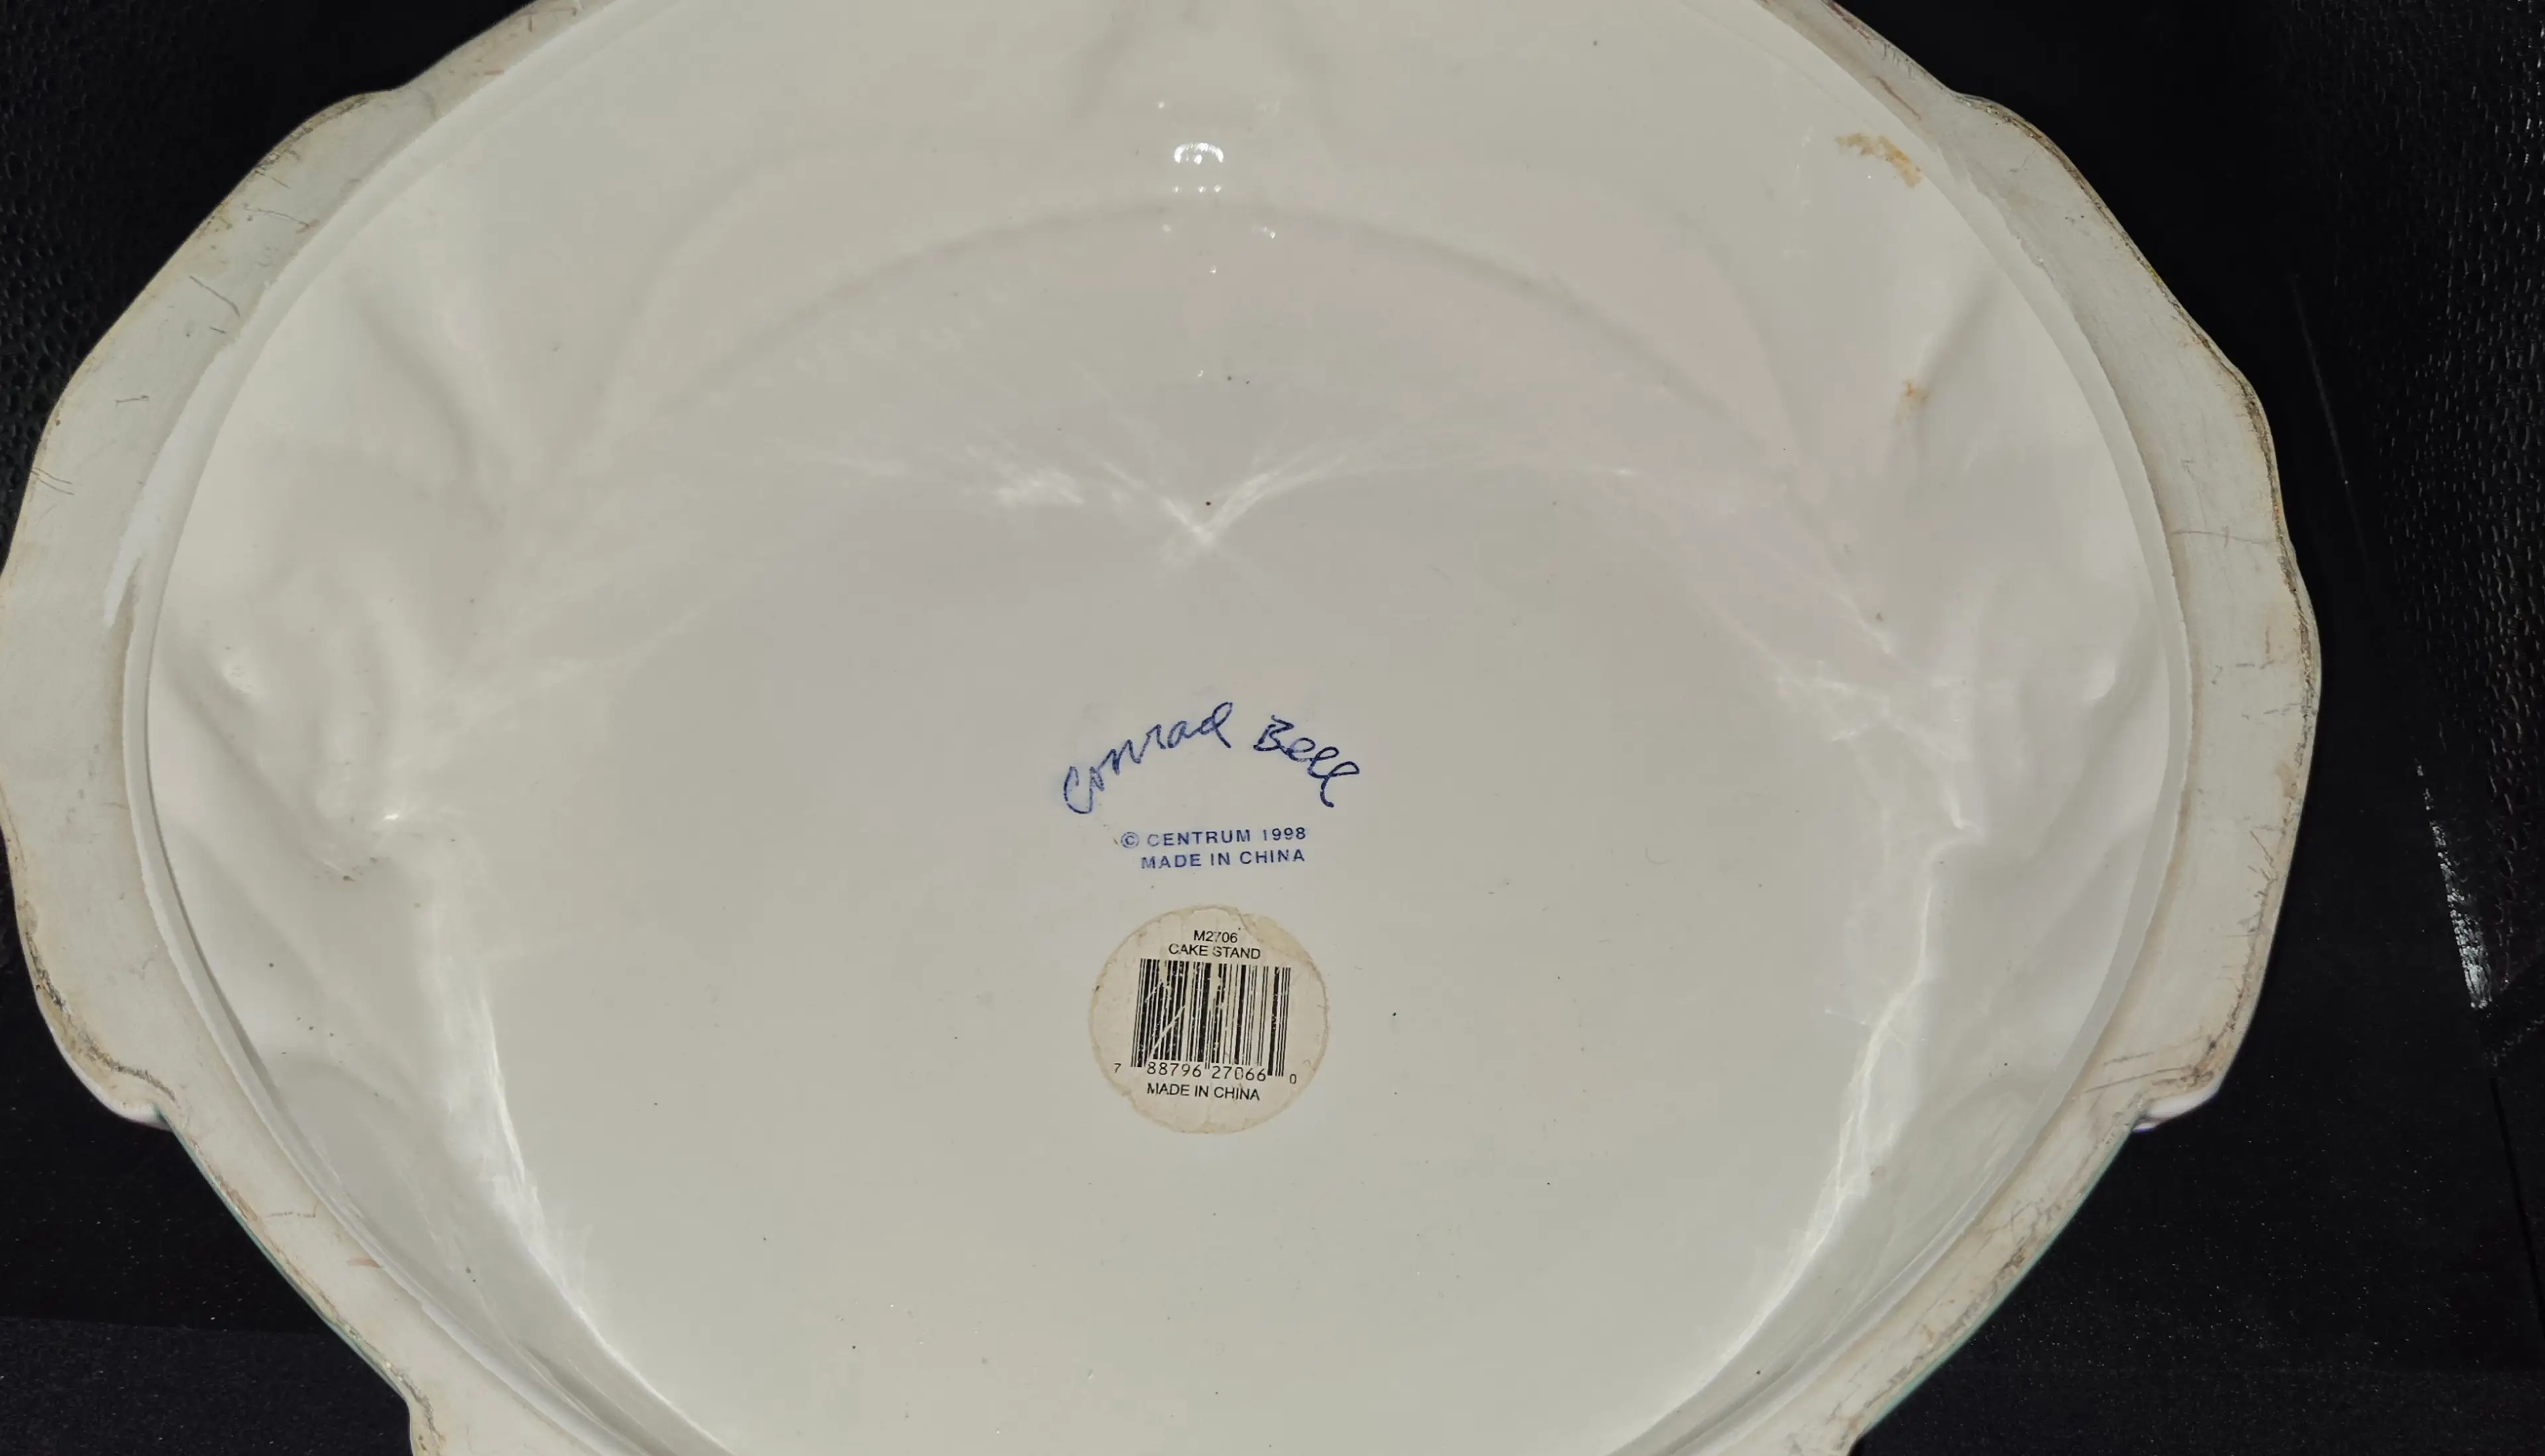 Conrad Bell
© CENTRUM 1998
MADE IN CHINA
M2706
CAKE STAND
7 88796 27066 0
MADE IN CHINA